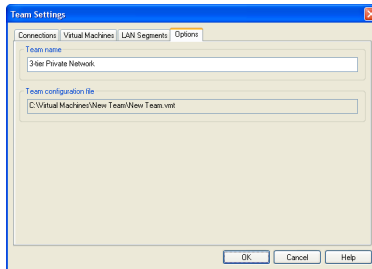 Team Settings
Connections Virtual Machines LAN Segments Options
Team name
3-tier Private Network
Team configuration file
C:\Virtual Machines\New Team\New Team.vmt
OK Cancel Help